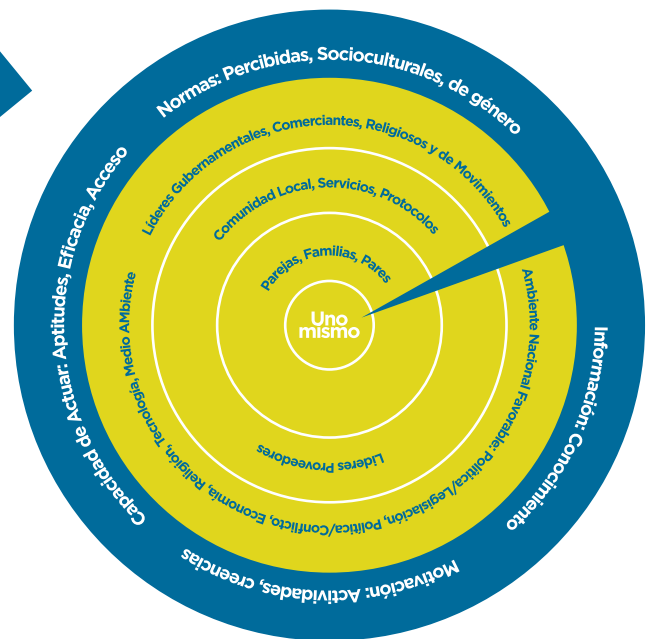 Normas: Percibidas, Socioculturales, de género
Información: Conocimiento
Motivación: Actividades, creencias
Capacidad de Actuar: Aptitudes, Eficacia, Acceso
Líderes Gubernamentales, Comerciantes, Religiosos y de Movimientos
Ambiente Nacional Favorable: Política/Legislación, Política/Conflicto, Economía, Religión, Tecnología, Medio AMbiente
Comunidad Local, Servicios, Protocolos
Líderes Proveedores
Parejas, Familias, Pares
Uno
mismo